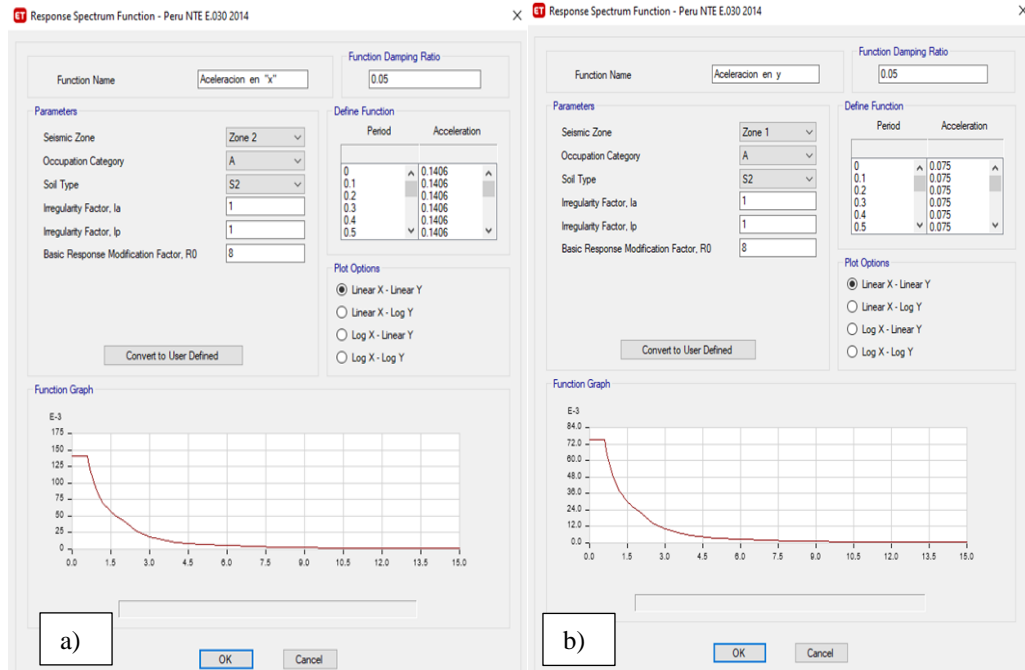 ET Response Spectrum Function - Peru NTE E.030 2014
Function Name
Aceleracion en "x"
Function Damping Ratio
0.05
Parameters
Seismic Zone Zone 2
Occupation Category A
Soil Type S2
Irregularity Factor, Ia 1
Irregularity Factor, Ip 1
Basic Response Modification Factor, R0 8
Convert to User Defined
Define Function
Period Acceleration
0 0.1406
0.1 0.1406
0.2 0.1406
0.3 0.1406
0.4 0.1406
0.5 0.1406
Plot Options
Linear X - Linear Y
Linear X - Log Y
Log X - Linear Y
Log X - Log Y
Function Graph
E-3
175
150
125
100
75
50
25
0
0.0 1.5 3.0 4.5 6.0 7.5 9.0 10.5 12.0 13.5 15.0
a)
OK Cancel
ET Response Spectrum Function - Peru NTE E.030 2014
Function Name
Aceleracion en y
Function Damping Ratio
0.05
Parameters
Seismic Zone Zone 1
Occupation Category A
Soil Type S2
Irregularity Factor, Ia 1
Irregularity Factor, Ip 1
Basic Response Modification Factor, R0 8
Convert to User Defined
Define Function
Period Acceleration
0 0.075
0.1 0.075
0.2 0.075
0.3 0.075
0.4 0.075
0.5 0.075
Plot Options
Linear X - Linear Y
Linear X - Log Y
Log X - Linear Y
Log X - Log Y
Function Graph
E-3
84.0
72.0
60.0
48.0
36.0
24.0
12.0
0.0
0.0 1.5 3.0 4.5 6.0 7.5 9.0 10.5 12.0 13.5 15.0
b)
OK Cancel